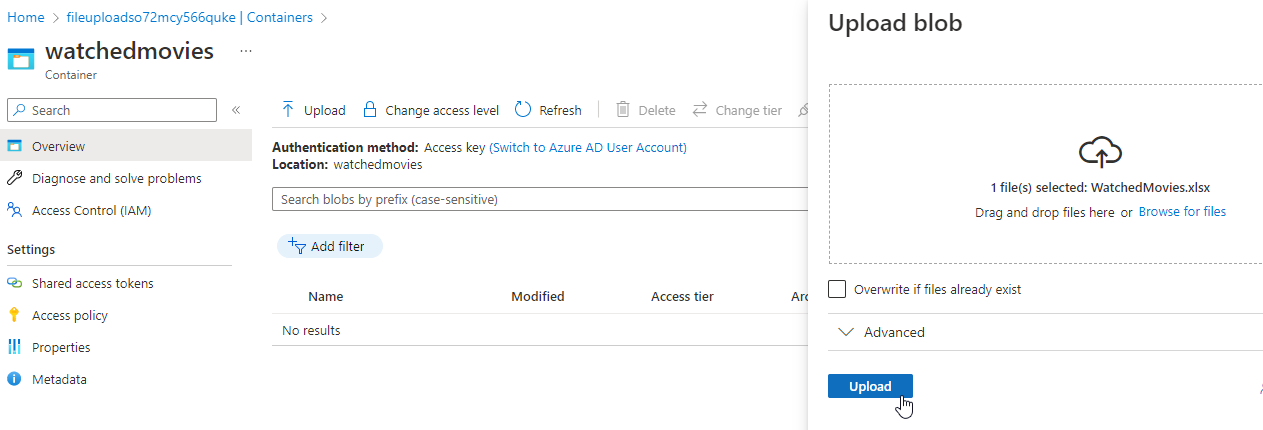 Home > fileuploadso72mcy566quke | Containers >
watchedmovies ...
Container
Search «
Overview
Diagnose and solve problems
Access Control (IAM)
Settings
Shared access tokens
Access policy
Properties
Metadata
Upload Change access level Refresh Delete Change tier
Authentication method: Access key (Switch to Azure AD User Account)
Location: watchedmovies
Search blobs by prefix (case-sensitive)
Add filter
Name Modified Access tier Arc
No results
Upload blob
1 file(s) selected: WatchedMovies.xlsx
Drag and drop files here or Browse for files
Overwrite if files already exist
Advanced
Upload